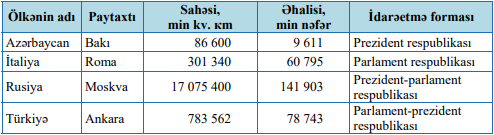 Ölkənin adı | Paytaxtı | Sahəsi, min kv. км | Əhalisi, min nəfər | İdarəetmə forması
Azərbaycan | Bakı | 86 600 | 9 611 | Prezident respublikası
İtaliya | Roma | 301 340 | 60 795 | Parlament respublikası
Rusiya | Moskva | 17 075 400 | 141 903 | Prezident-parlament respublikası
Türkiyə | Ankara | 783 562 | 78 743 | Parlament-prezident respublikası